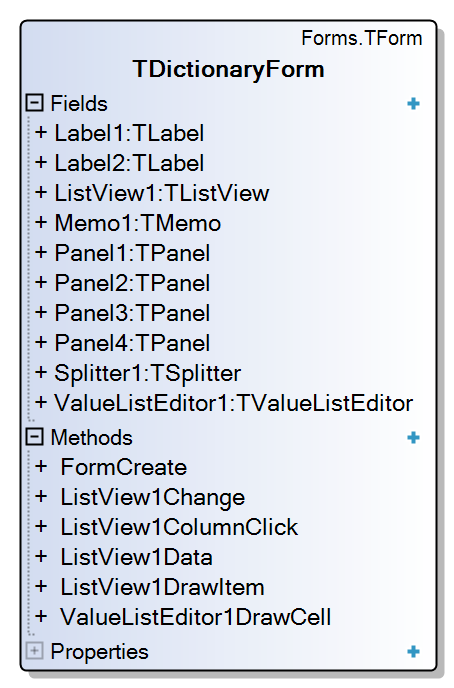 Forms.TForm
TDictionaryForm
Fields
+ Label1:TLabel
+ Label2:TLabel
+ ListView1:TListView
+ Memo1:TMemo
+ Panel1:TPanel
+ Panel2:TPanel
+ Panel3:TPanel
+ Panel4:TPanel
+ Splitter1:TSplitter
+ ValueListEditor1:TValueListEditor
Methods
+ FormCreate
+ ListView1Change
+ ListView1ColumnClick
+ ListView1Data
+ ListView1DrawItem
+ ValueListEditor1DrawCell
Properties